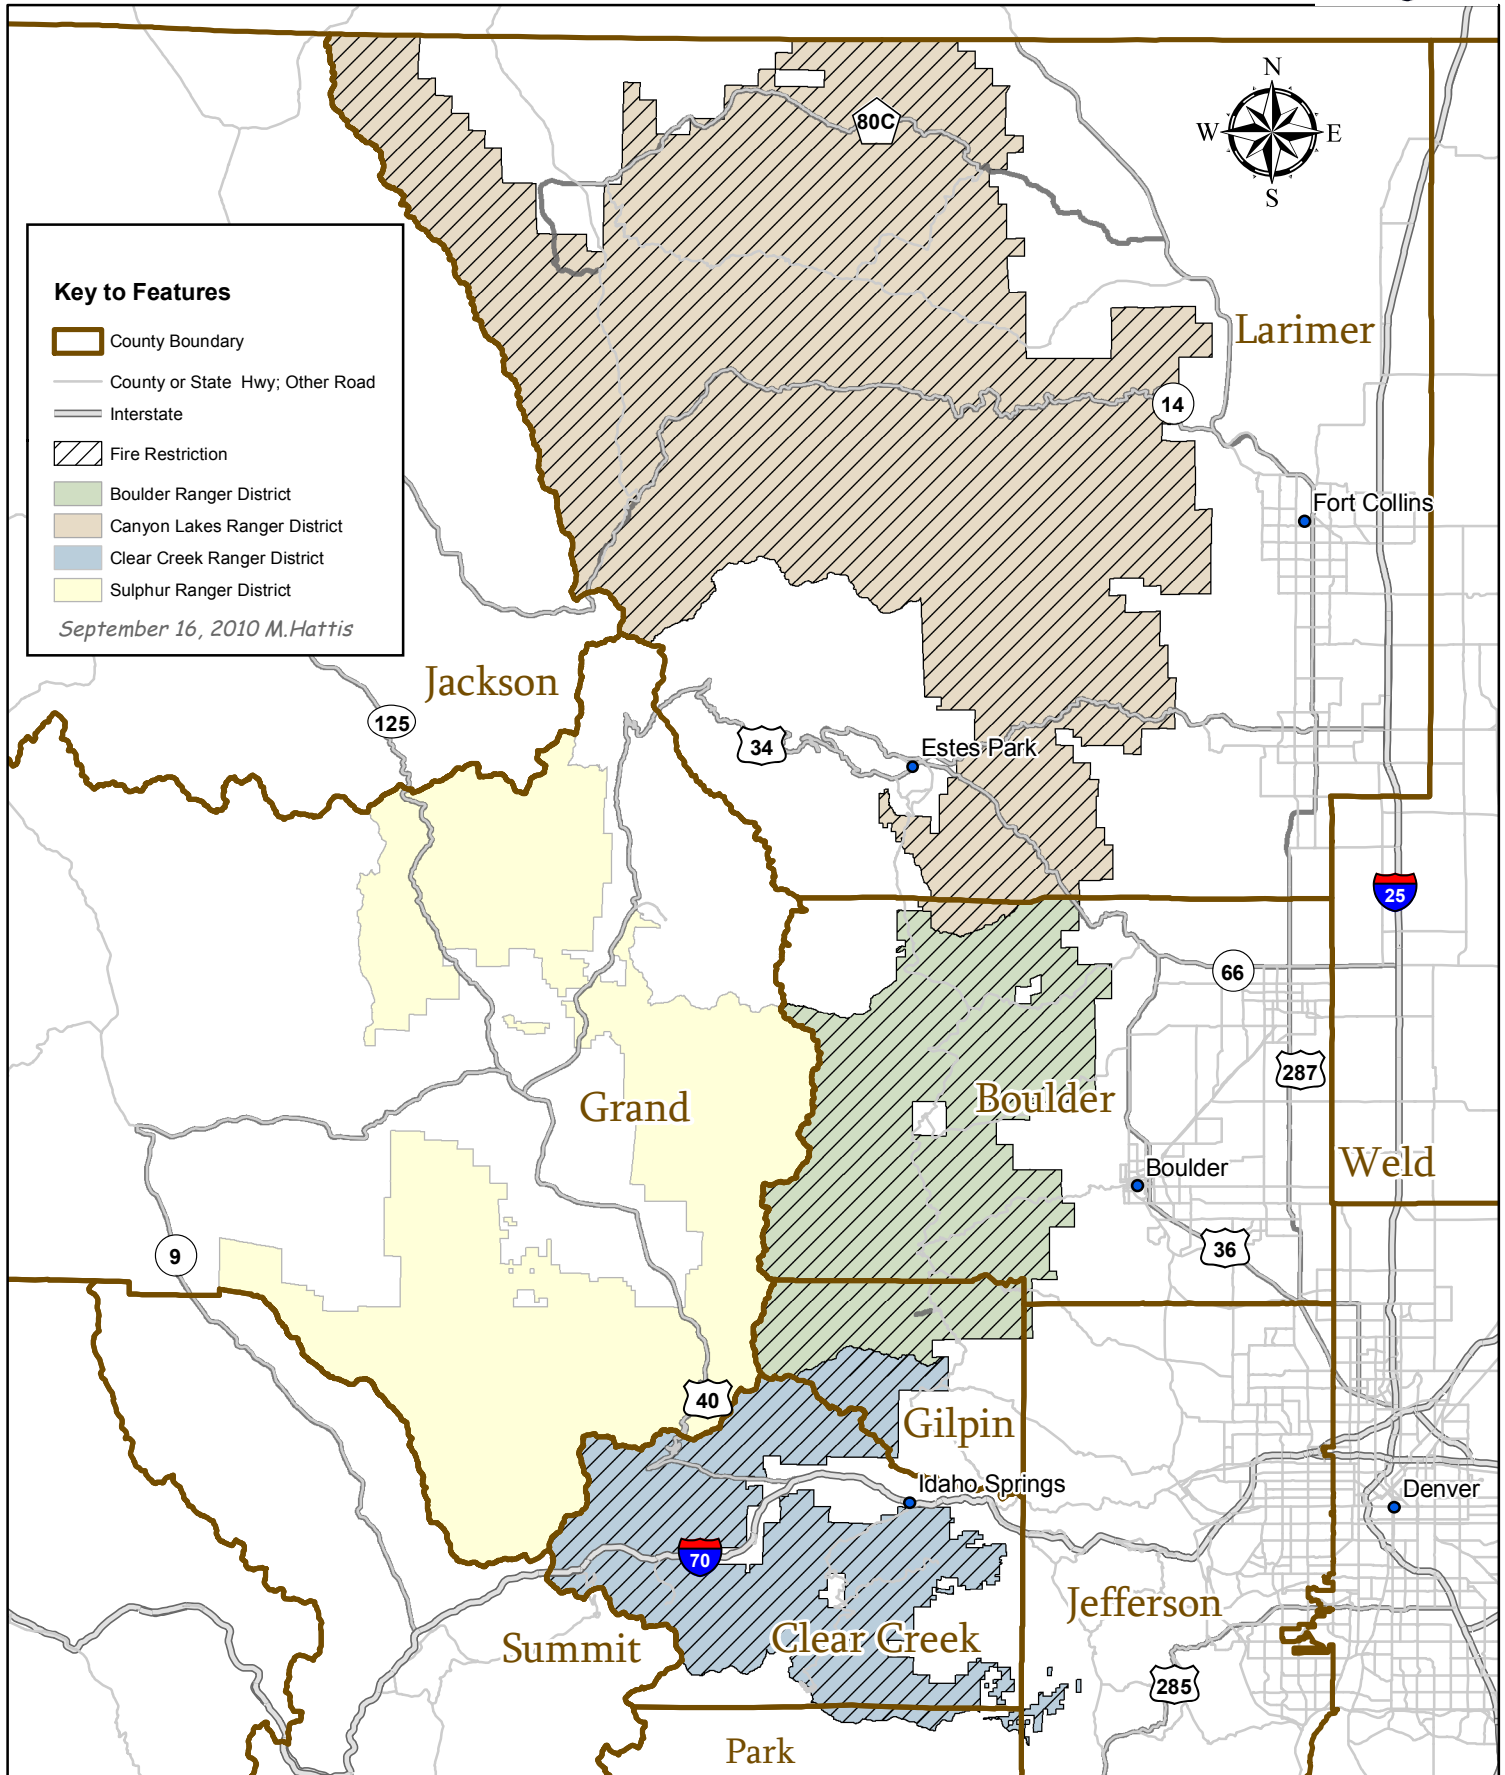 N
W
E
S
80C
Key to Features
County Boundary
County or State Hwy; Other Road
Interstate
Fire Restriction
Boulder Ranger District
Canyon Lakes Ranger District
Clear Creek Ranger District
Sulphur Ranger District
September 16, 2010 M.Hattis
Larimer
14
Fort Collins
Jackson
125
34
Estes Park
25
66
287
Grand
Boulder
Weld
Boulder
9
36
40
Gilpin
Idaho Springs
Denver
70
Jefferson
Summit
Clear Creek
285
Park